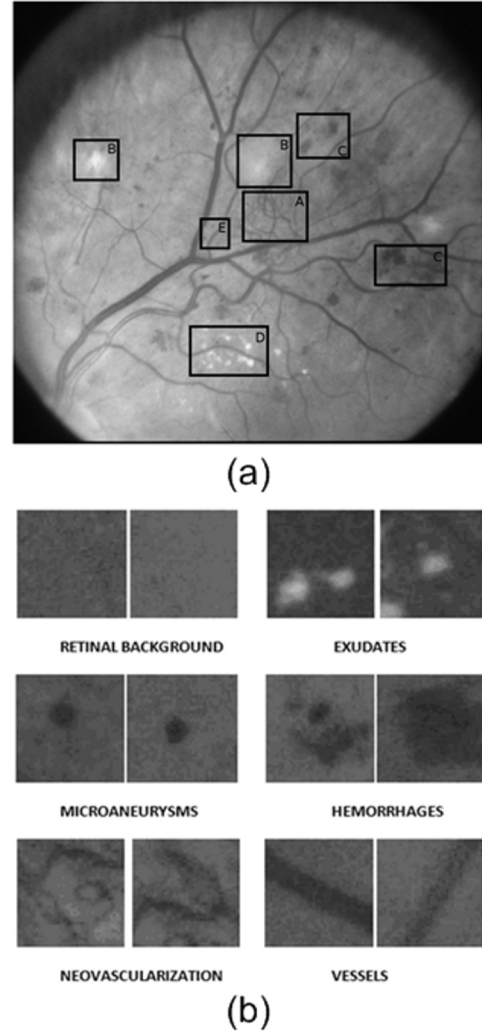 B
B
C
A
E
C
D
(a)
RETINAL BACKGROUND
EXUDATES
MICROANEURYSMS
HEMORRHAGES
NEOVASCULARIZATION
VESSELS
(b)